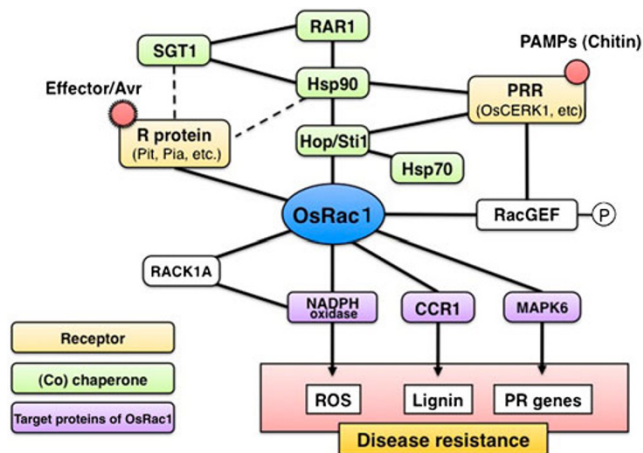 RAR1
SGT1
PAMPs (Chitin)
Effector/Avr
Hsp90
PRR
(OsCERK1, etc)
R protein
(Pit, Pia, etc.)
Hop/Sti1
Hsp70
OsRac1
RacGEF
P
RACK1A
NADPH
oxidase
CCR1
MAPK6
Receptor
(Co) chaperone
Target proteins of OsRac1
ROS
Lignin
PR genes
Disease resistance